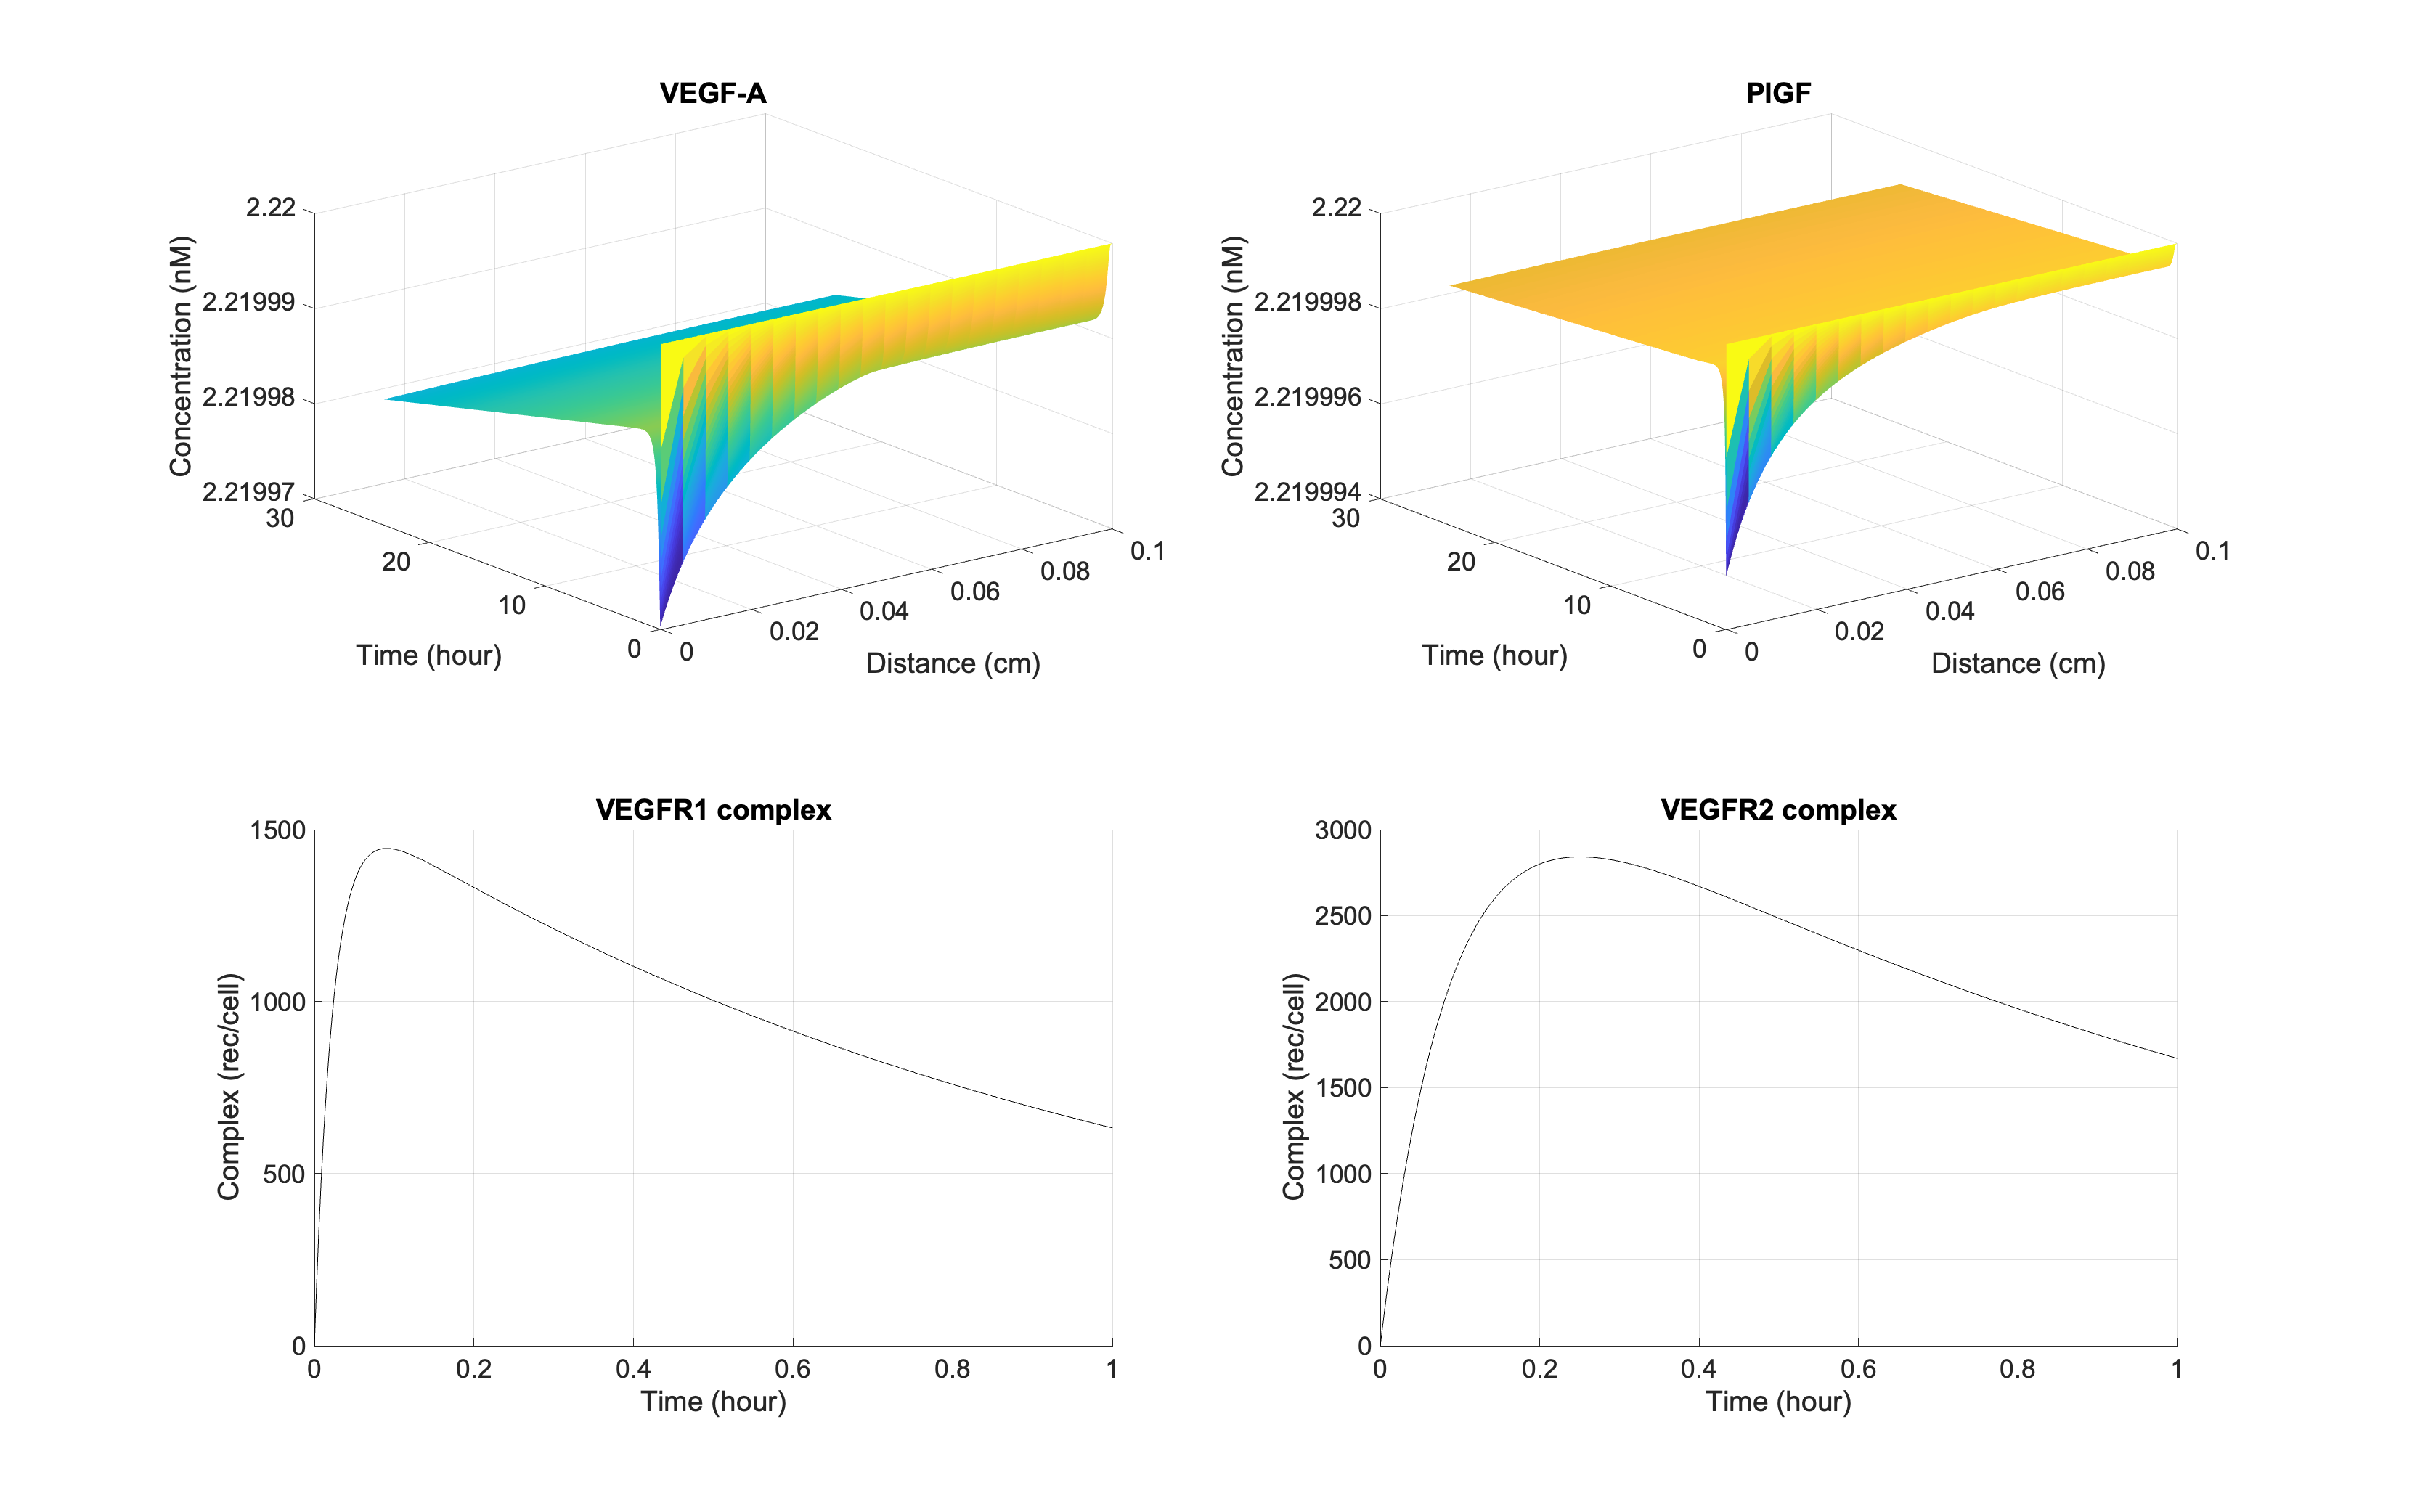 VEGF-A
2.22
2.21999
2.21998
2.21997
Concentration (nM)
30
20
10
0
Time (hour)
0
0.02
0.04
0.06
0.08
0.1
Distance (cm)
PlGF
2.22
2.219998
2.219996
2.219994
Concentration (nM)
30
20
10
0
Time (hour)
0
0.02
0.04
0.06
0.08
0.1
Distance (cm)
VEGFR1 complex
1500
1000
500
0
Complex (rec/cell)
0 0.2 0.4 0.6 0.8 1
Time (hour)
VEGFR2 complex
3000
2500
2000
1500
1000
500
0
Complex (rec/cell)
0 0.2 0.4 0.6 0.8 1
Time (hour)